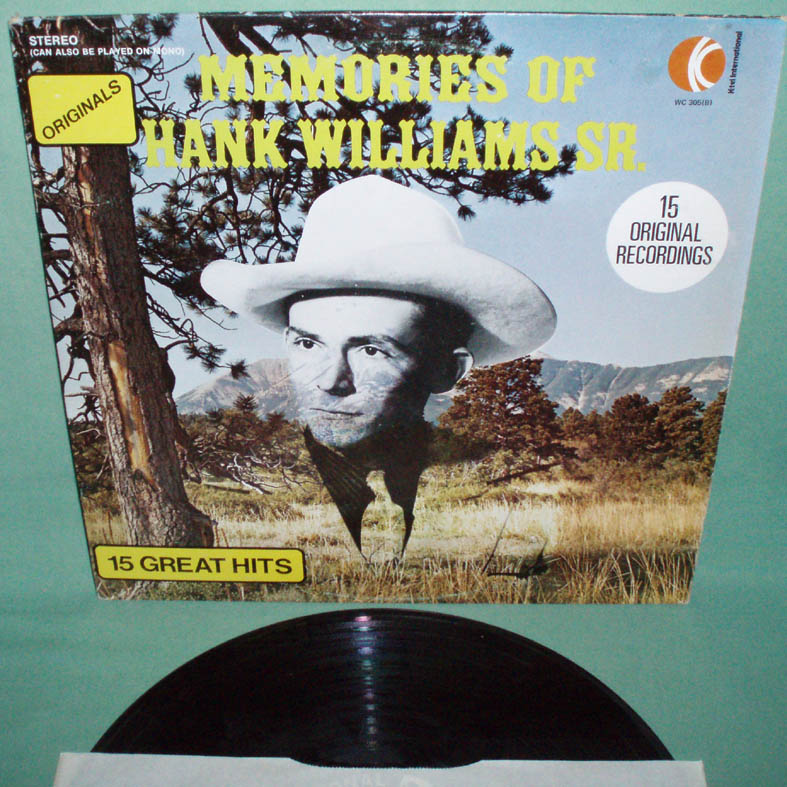 STEREO
(CAN ALSO BE PLAYED ON MONO)
ORIGINALS
MEMORIES OF
HANK WILLIAMS SR.
K
K-tel International
WC 305(B)
15
ORIGINAL
RECORDINGS
15 GREAT HITS